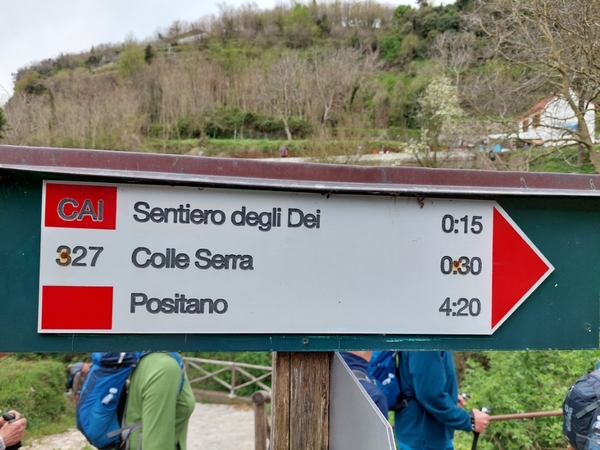 CAI Sentiero degli Dei 0:15
327 Colle Serra 0:30
Positano 4:20